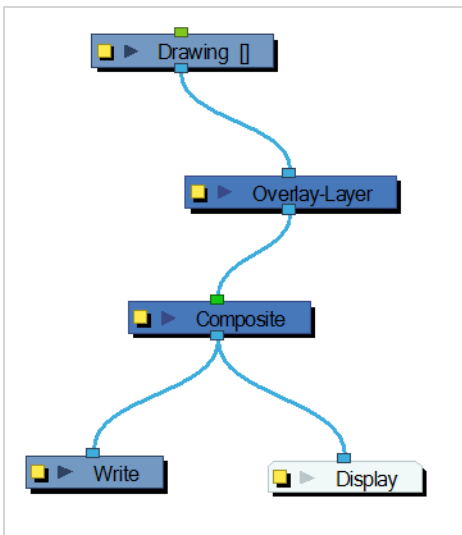 Drawing []
Overlay-Layer
Composite
Write
Display